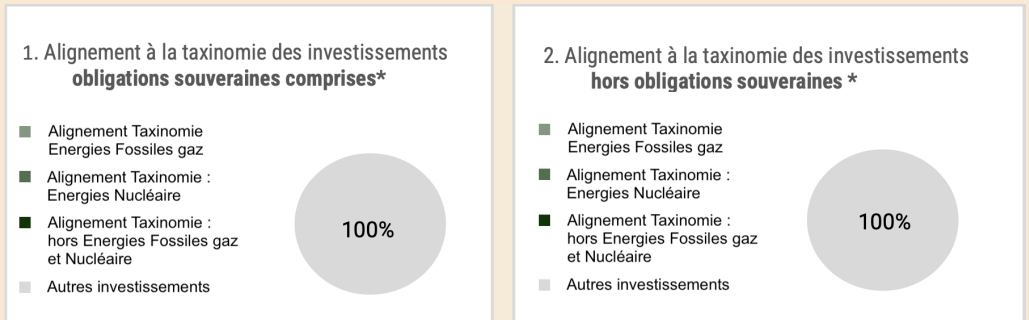 1. Alignement à la taxinomie des investissements
obligations souveraines comprises*
Alignement Taxinomie
Energies Fossiles gaz
Alignement Taxinomie :
Energies Nucléaire
Alignement Taxinomie :
hors Energies Fossiles gaz
et Nucléaire
Autres investissements
100%
2. Alignement à la taxinomie des investissements
hors obligations souveraines *
Alignement Taxinomie
Energies Fossiles gaz
Alignement Taxinomie :
Energies Nucléaire
Alignement Taxinomie :
hors Energies Fossiles gaz
et Nucléaire
Autres investissements
100%